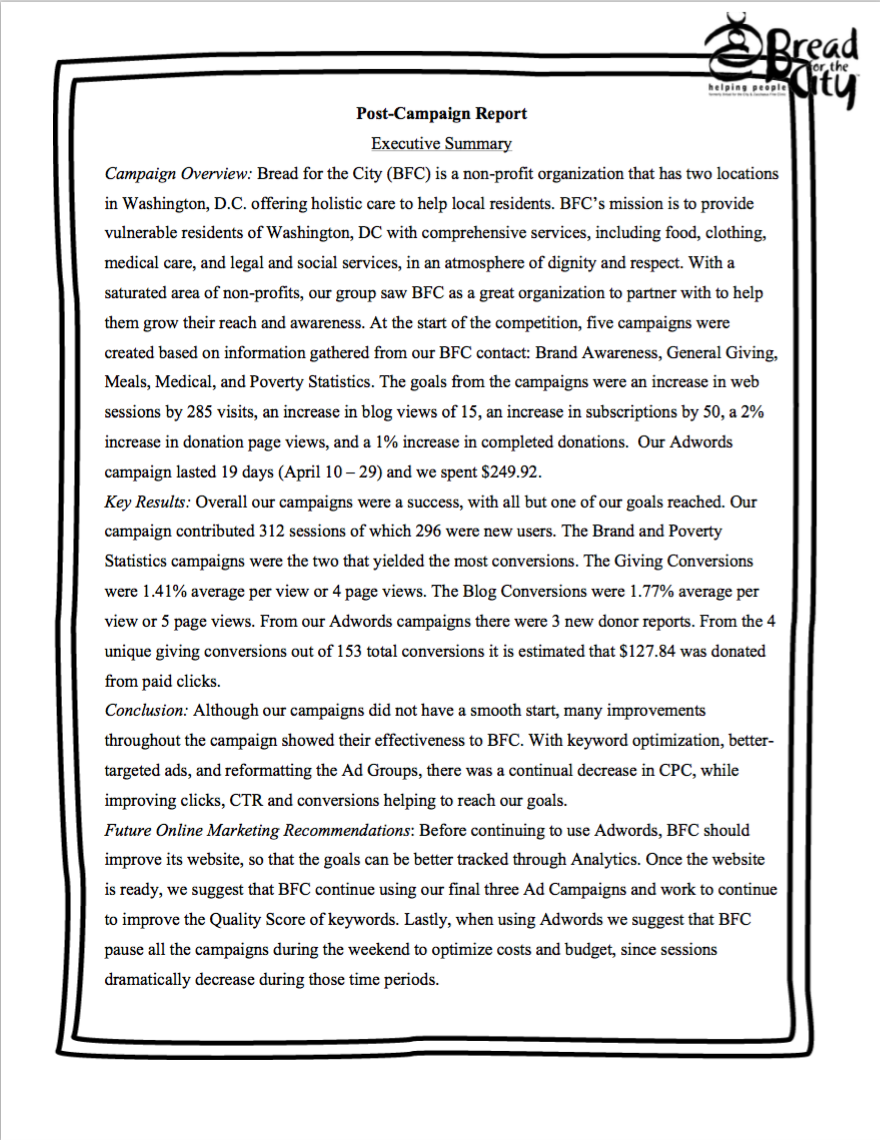 Bread
for the
City
helping people
Post-Campaign Report
Executive Summary
Campaign Overview: Bread for the City (BFC) is a non-profit organization that has two locations
in Washington, D.C. offering holistic care to help local residents. BFC’s mission is to provide
vulnerable residents of Washington, DC with comprehensive services, including food, clothing,
medical care, and legal and social services, in an atmosphere of dignity and respect. With a
saturated area of non-profits, our group saw BFC as a great organization to partner with to help
them grow their reach and awareness. At the start of the competition, five campaigns were
created based on information gathered from our BFC contact: Brand Awareness, General Giving,
Meals, Medical, and Poverty Statistics. The goals from the campaigns were an increase in web
sessions by 285 visits, an increase in blog views of 15, an increase in subscriptions by 50, a 2%
increase in donation page views, and a 1% increase in completed donations.  Our Adwords
campaign lasted 19 days (April 10 – 29) and we spent $249.92.
Key Results: Overall our campaigns were a success, with all but one of our goals reached. Our
campaign contributed 312 sessions of which 296 were new users. The Brand and Poverty
Statistics campaigns were the two that yielded the most conversions. The Giving Conversions
were 1.41% average per view or 4 page views. The Blog Conversions were 1.77% average per
view or 5 page views. From our Adwords campaigns there were 3 new donor reports. From the 4
unique giving conversions out of 153 total conversions it is estimated that $127.84 was donated
from paid clicks.
Conclusion: Although our campaigns did not have a smooth start, many improvements
throughout the campaign showed their effectiveness to BFC. With keyword optimization, better-
targeted ads, and reformatting the Ad Groups, there was a continual decrease in CPC, while
improving clicks, CTR and conversions helping to reach our goals.
Future Online Marketing Recommendations: Before continuing to use Adwords, BFC should
improve its website, so that the goals can be better tracked through Analytics. Once the website
is ready, we suggest that BFC continue using our final three Ad Campaigns and work to continue
to improve the Quality Score of keywords. Lastly, when using Adwords we suggest that BFC
pause all the campaigns during the weekend to optimize costs and budget, since sessions
dramatically decrease during those time periods.